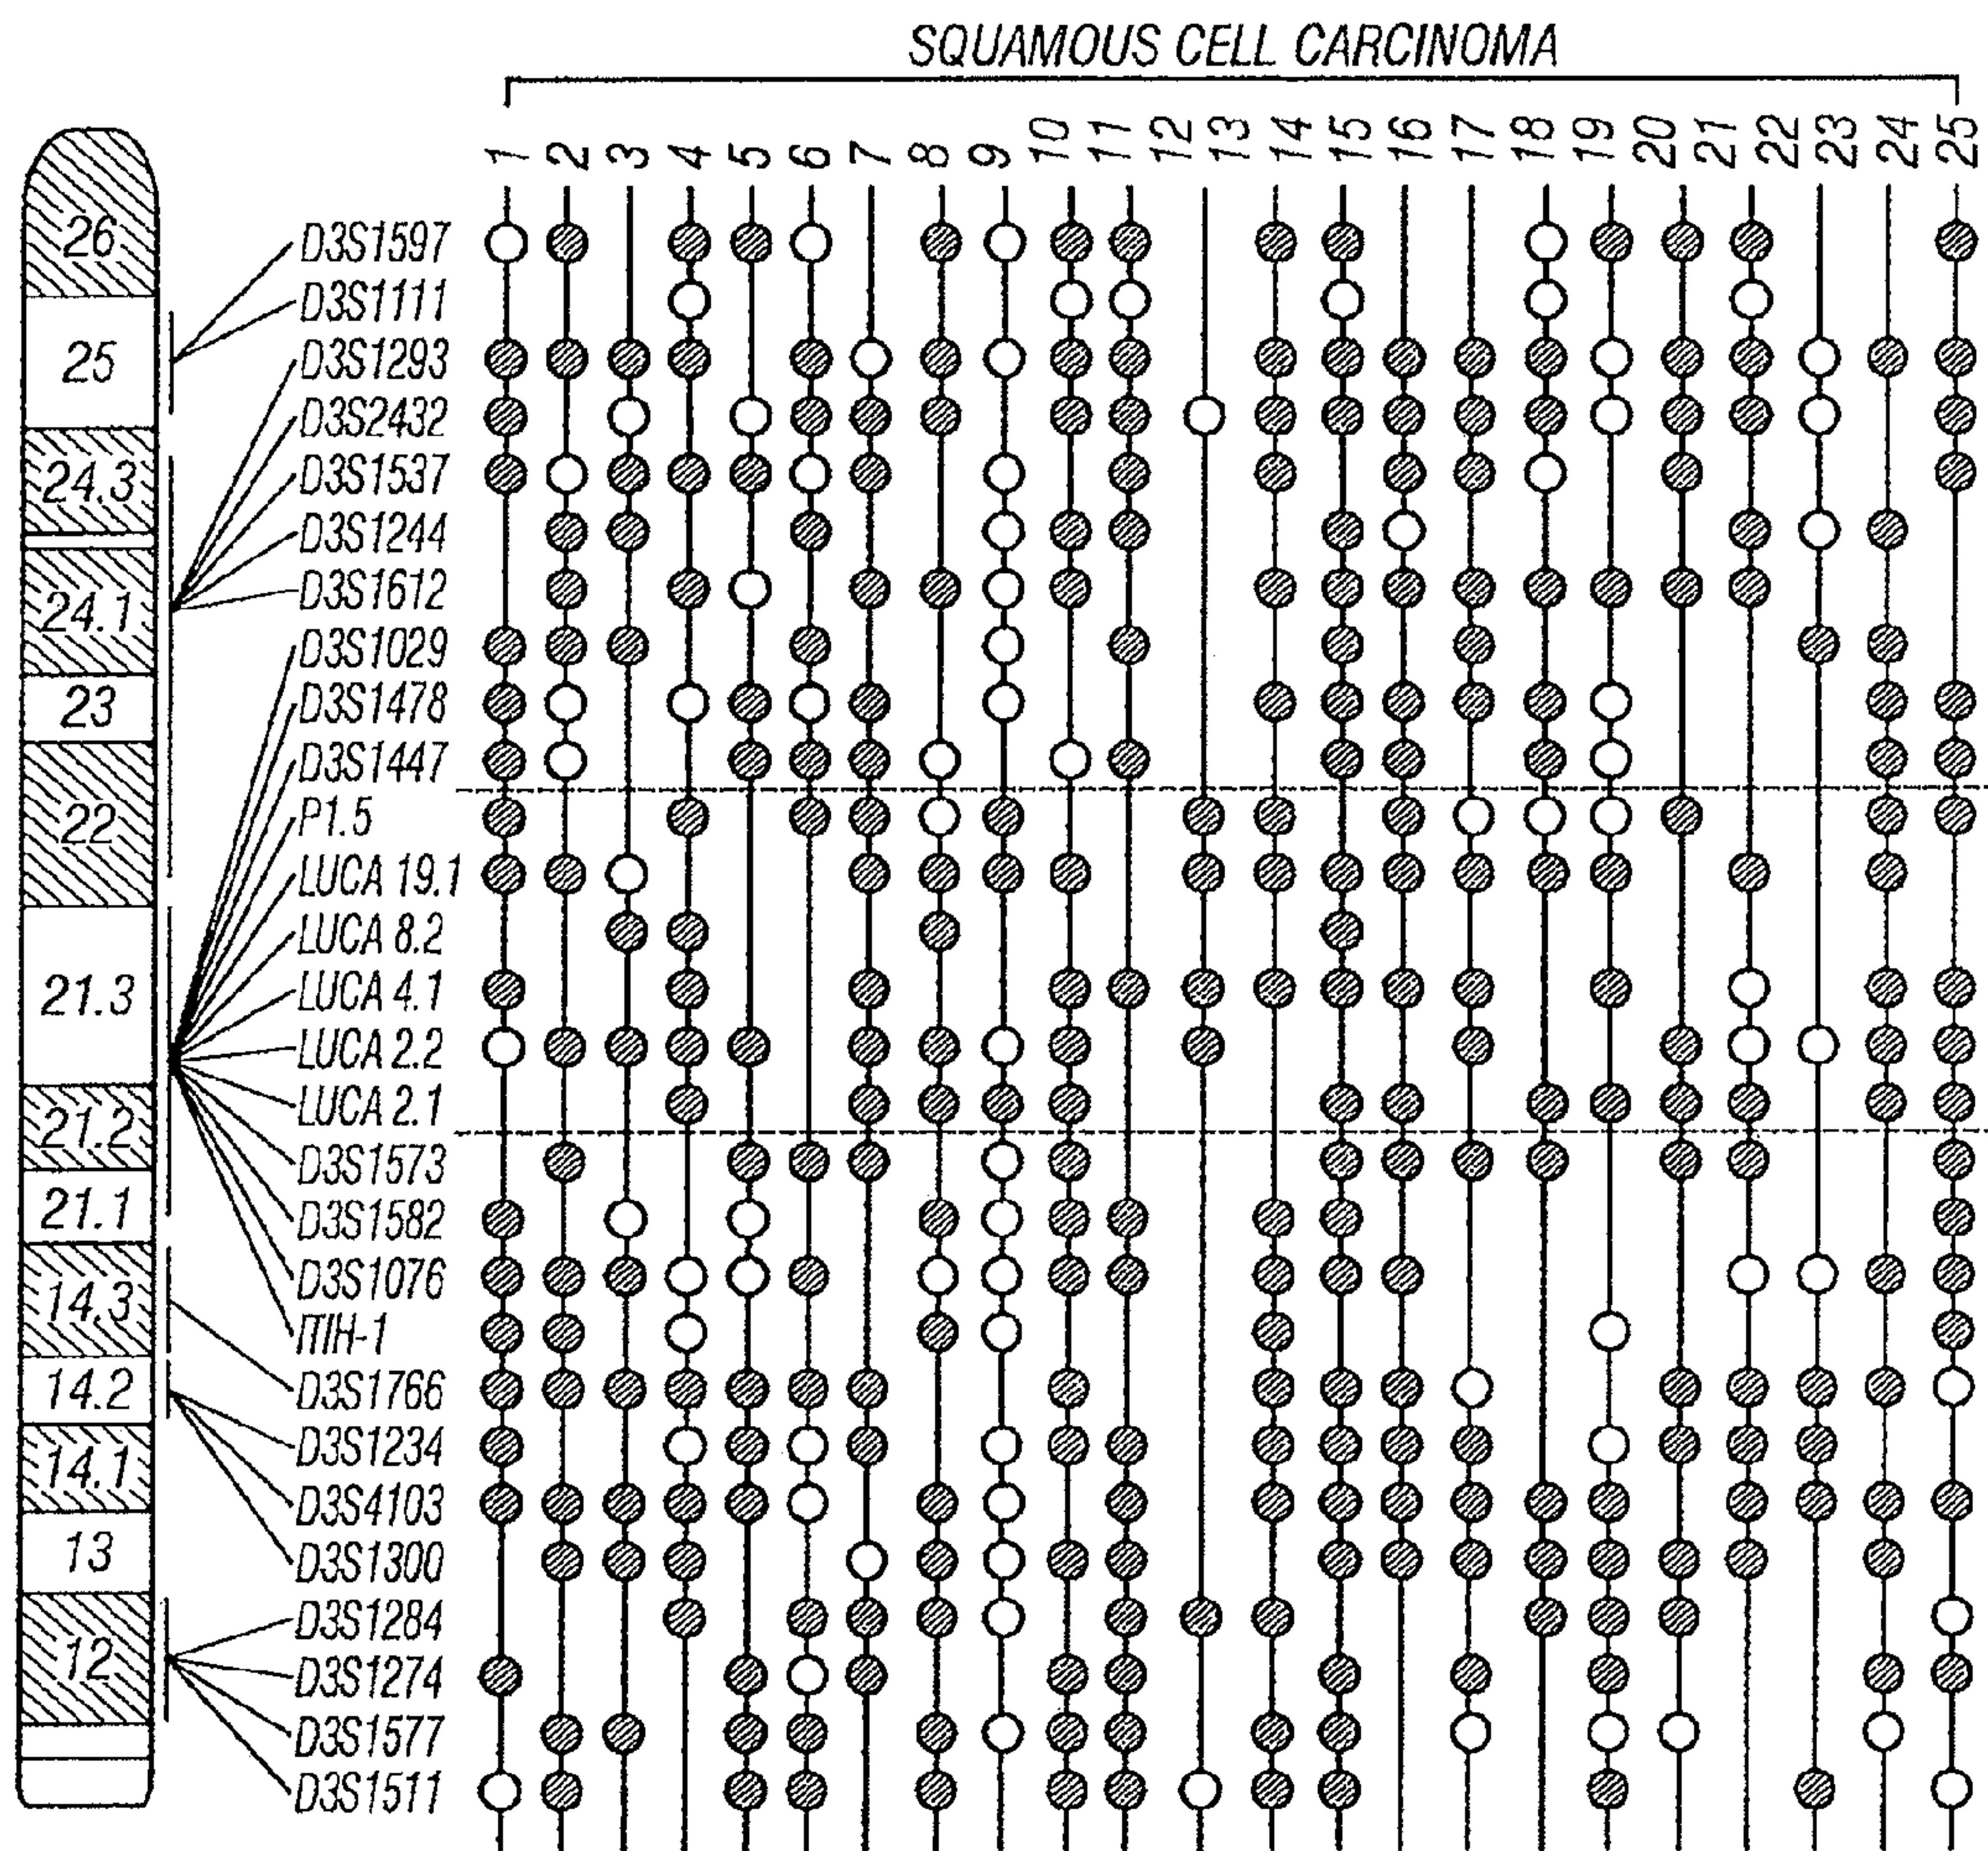 SQUAMOUS CELL CARCINOMA
1 2 3 4 5 6 7 8 9 10 11 12 13 14 15 16 17 18 19 20 21 22 23 24 25
26
25
24.3
24.1
23
22
21.3
21.2
21.1
14.3
14.2
14.1
13
12
D3S1597
D3S1111
D3S1293
D3S2432
D3S1537
D3S1244
D3S1612
D3S1029
D3S1478
D3S1447
P1.5
LUCA 19.1
LUCA 8.2
LUCA 4.1
LUCA 2.2
LUCA 2.1
D3S1573
D3S1582
D3S1076
ITIH-1
D3S1766
D3S1234
D3S4103
D3S1300
D3S1284
D3S1274
D3S1577
D3S1511